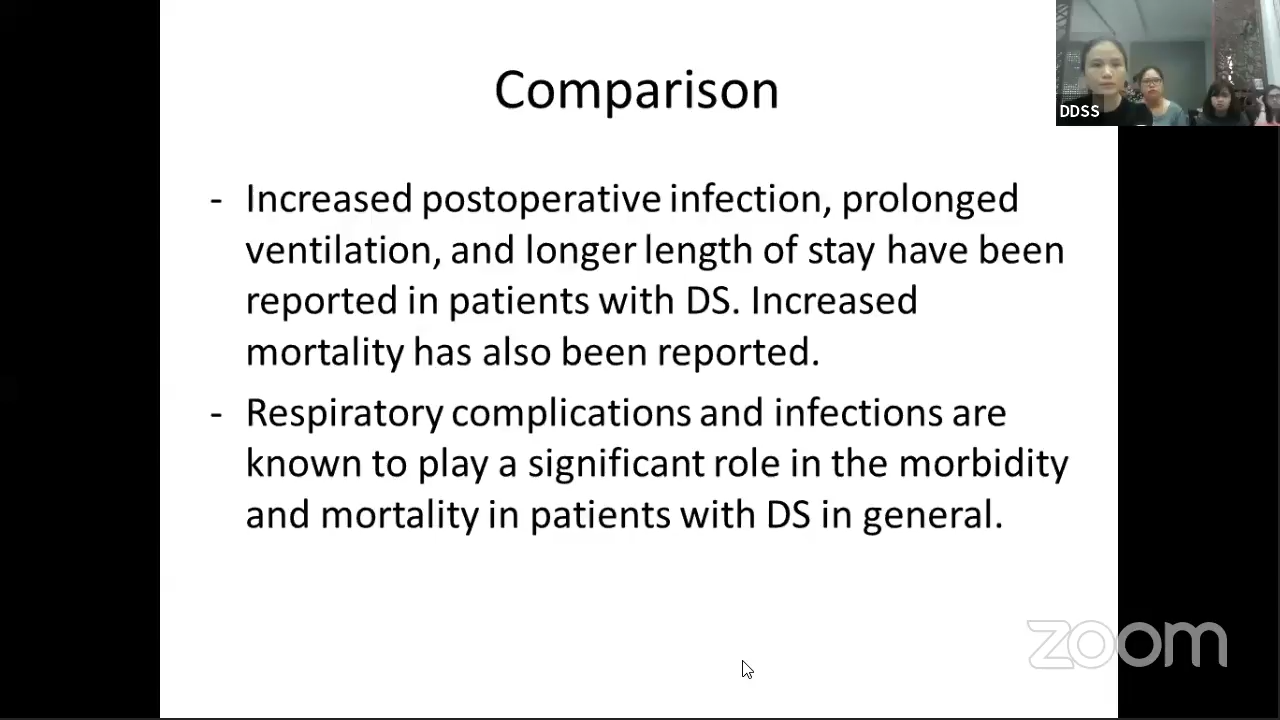 Comparison
DDSS
- Increased postoperative infection, prolonged
ventilation, and longer length of stay have been
reported in patients with DS. Increased
mortality has also been reported.
- Respiratory complications and infections are
known to play a significant role in the morbidity
and mortality in patients with DS in general.
zoom